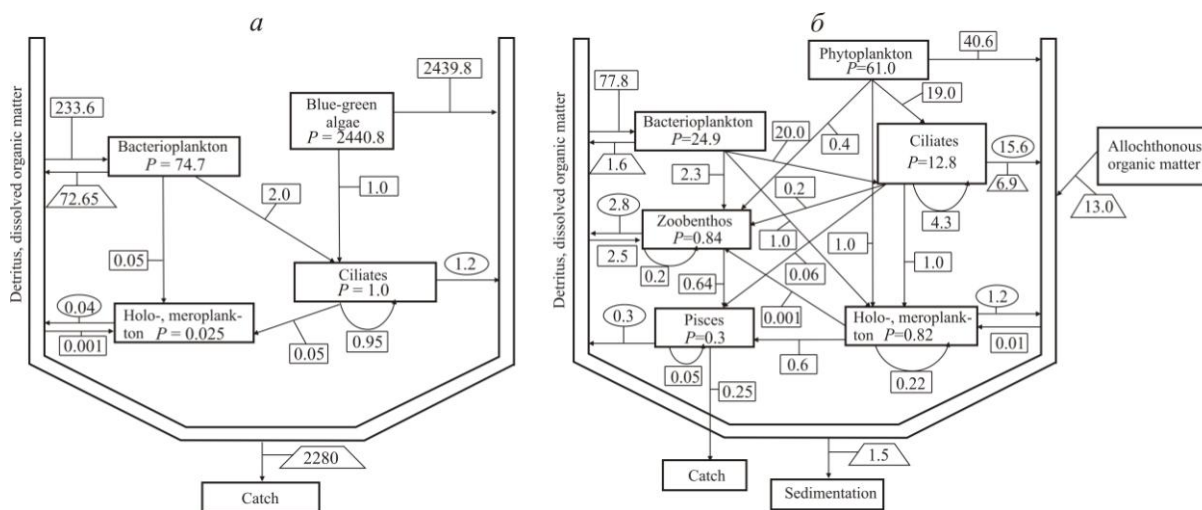 а
Detritus, dissolved organic matter
233.6
2439.8
Blue-green
algae
P = 2440.8
Bacterioplankton
P = 74.7
72.65
2.0
1.0
0.05
1.2
Ciliates
P = 1.0
0.04
0.001
Holo-, meroplank-
ton P = 0.025
0.05
0.95
2280
Catch
б
Detritus, dissolved organic matter
Phytoplankton
P=61.0
40.6
77.8
19.0
Bacterioplankton
P=24.9
20.0
0.4
Ciliates
P=12.8
15.6
Allochthonous
organic matter
1.6
2.3
0.2
6.9
13.0
2.8
4.3
Zoobenthos
P=0.84
2.5
0.2
1.0
1.0
1.0
0.64
0.06
0.3
0.001
1.2
Pisces
P=0.3
Holo-, meroplank-
ton P=0.82
0.6
0.01
0.05
0.25
0.22
1.5
Catch
Sedimentation